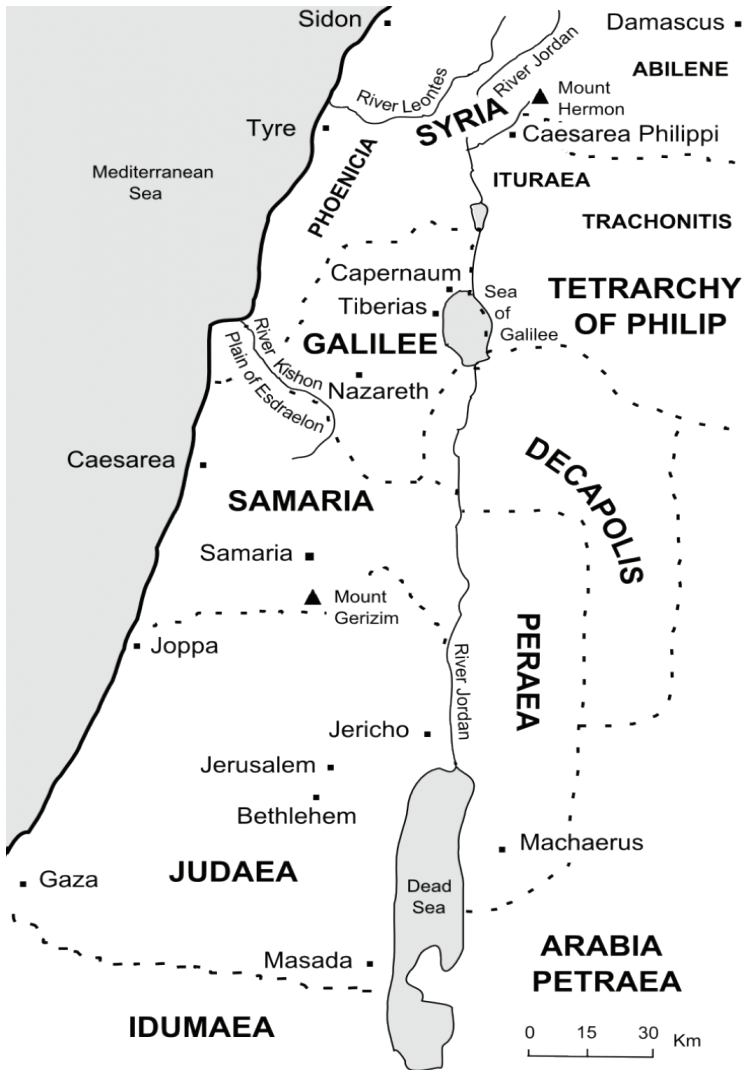 Sidon
Damascus
River Jordan
ABILENE
River Leontes
Mount
Hermon
SYRIA
Tyre
Caesarea Philippi
Mediterranean
Sea
PHOENICIA
ITURAEA
TRACHONITIS
Capernaum
Sea
of
Galilee
TETRARCHY
OF PHILIP
Tiberias
GALILEE
River Kishon
Plain of Esdraelon
Nazareth
Caesarea
DECAPOLIS
SAMARIA
Samaria
Mount
Gerizim
Joppa
River Jordan
PERAEA
Jericho
Jerusalem
Bethlehem
Machaerus
JUDAEA
Gaza
Dead
Sea
Masada
ARABIA
PETRAEA
IDUMAEA
0 15 30 Km